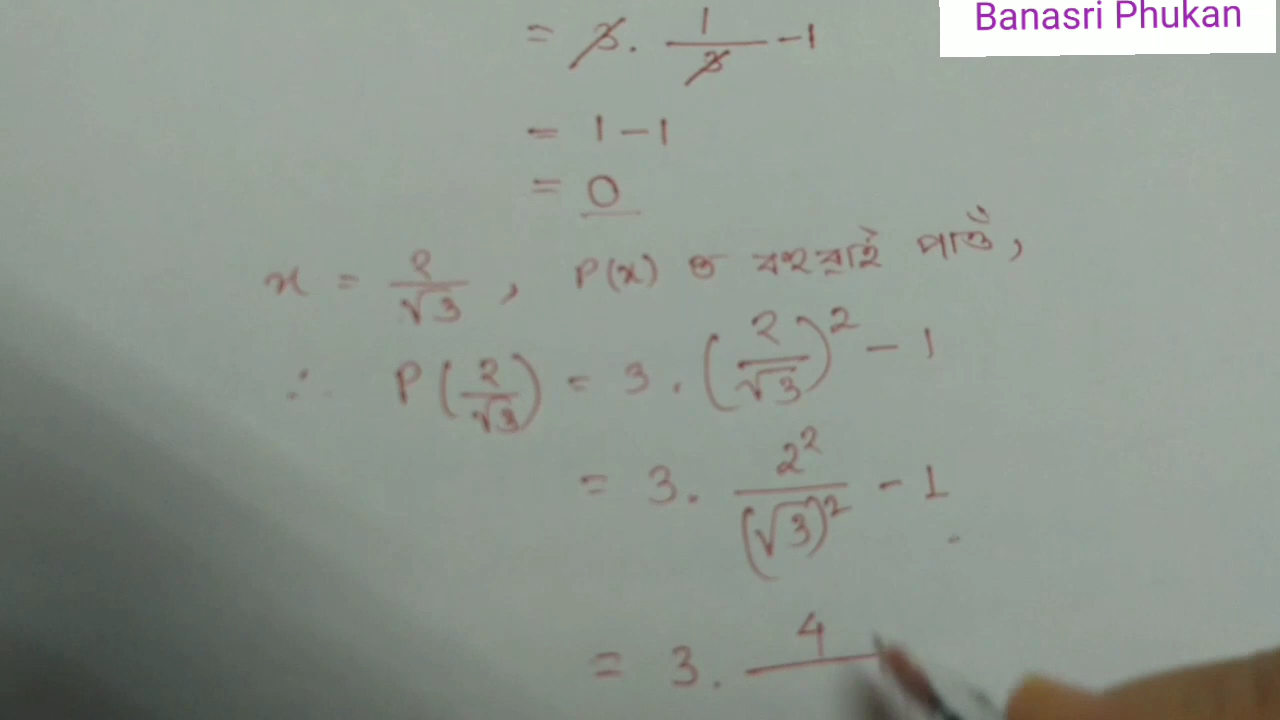 Banasri Phukan
= 3 . 1/3 - 1
= 1 - 1
= 0
x = 2/√3 , P(x) ত বহুৱাই পাওঁ ,
∴ P(2/√3) = 3 . (2/√3)² - 1
= 3 . 2²/(√3)² - 1
= 3 . 4